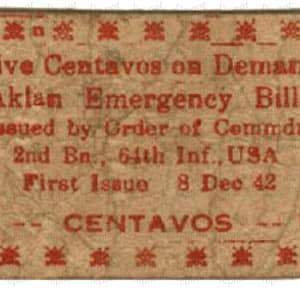 ive Centavos on Deman
Aklan Emergency Bill
ssued by Order of Commd
2nd Bn., 64th Inf., USA
First Issue 8 Dec 42
-- CENTAVOS --